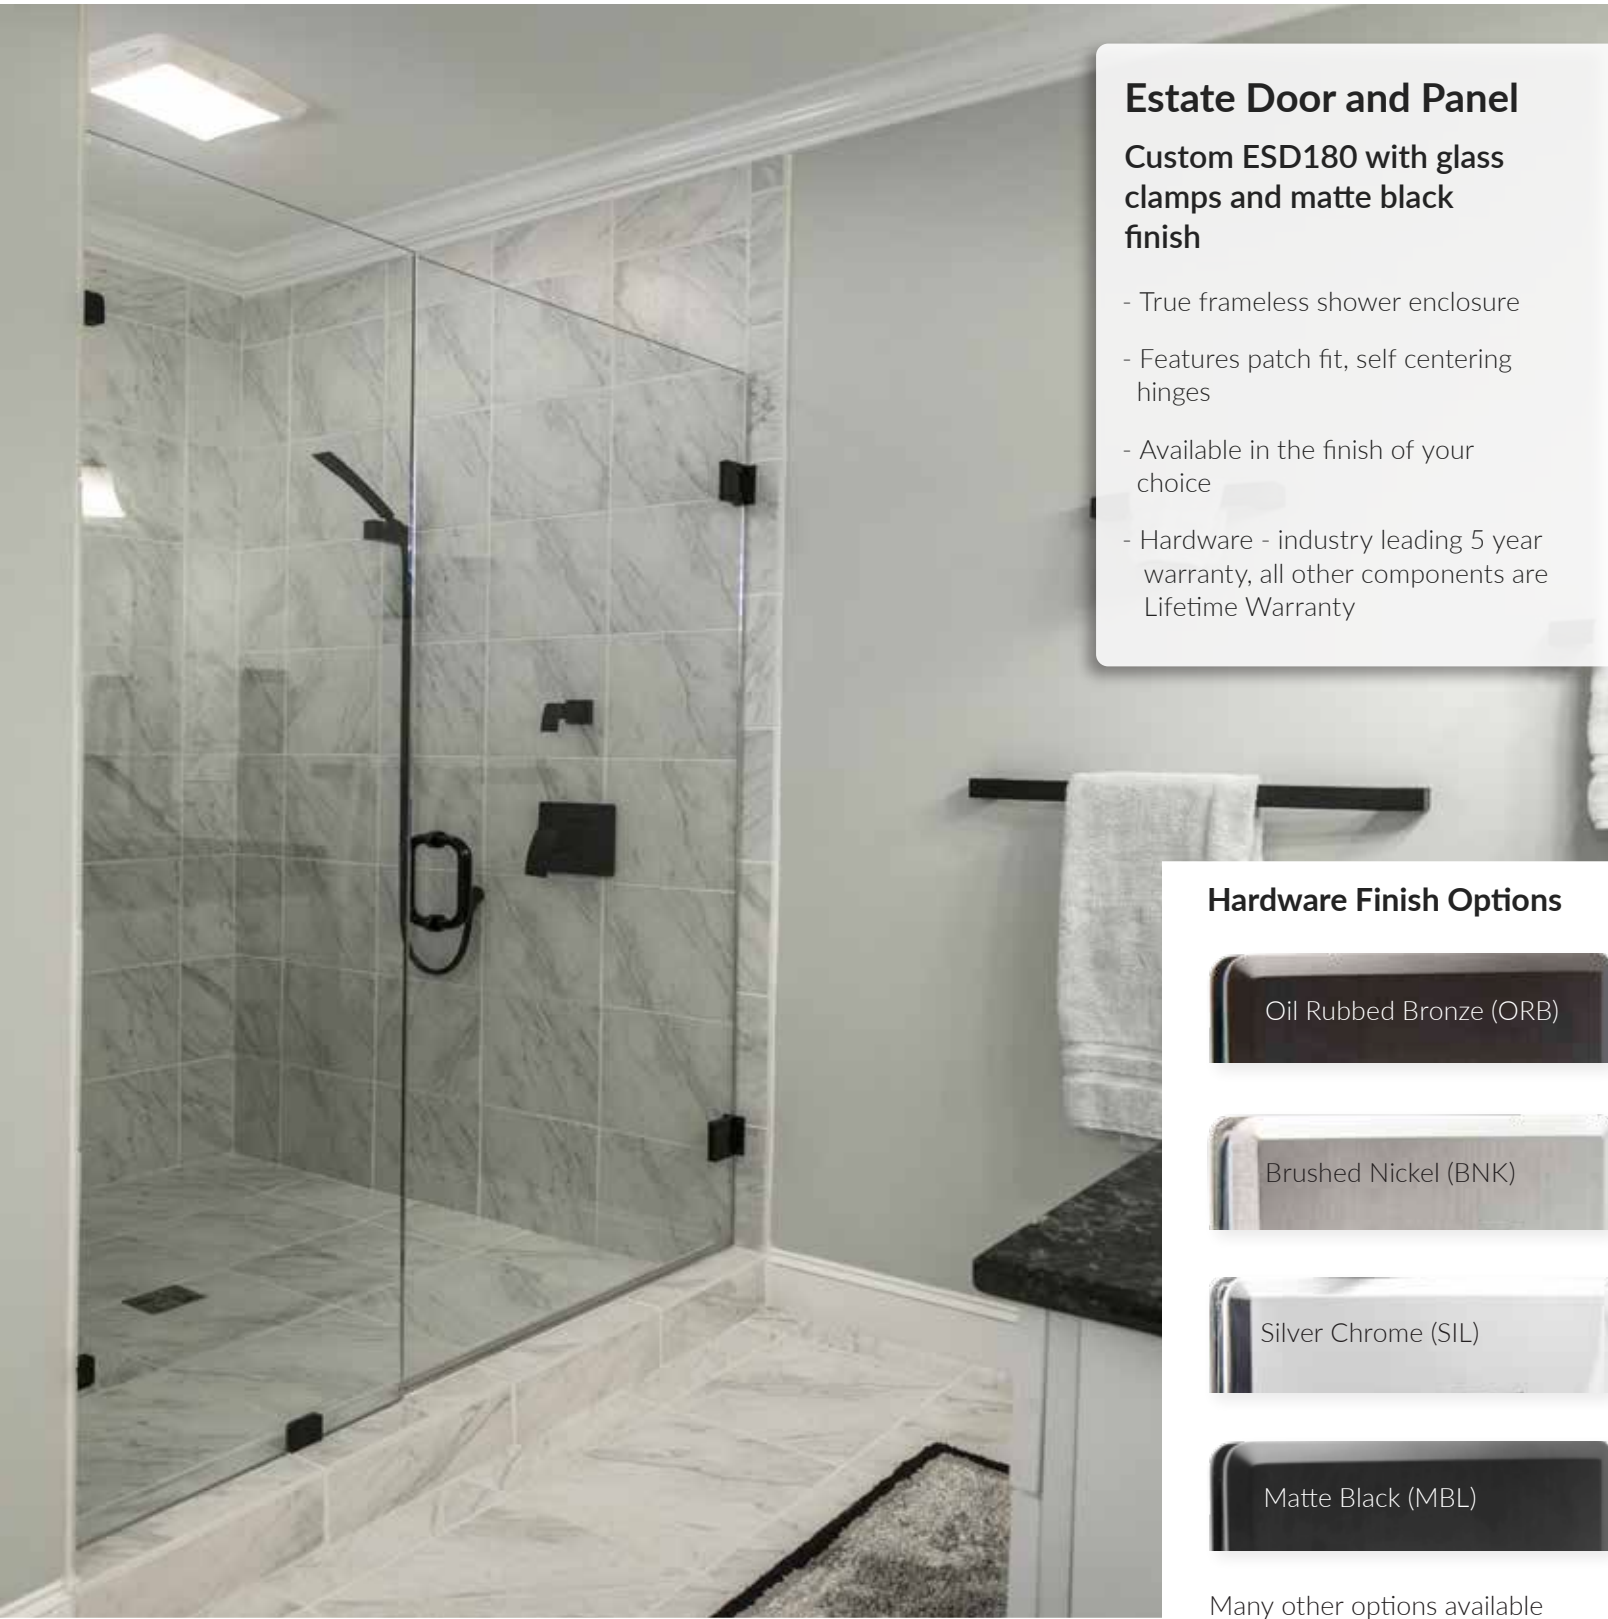 Estate Door and Panel
Custom ESD180 with glass
clamps and matte black
finish
- True frameless shower enclosure
- Features patch fit, self centering
hinges
- Available in the finish of your
choice
- Hardware - industry leading 5 year
warranty, all other components are
Lifetime Warranty
Hardware Finish Options
Oil Rubbed Bronze (ORB)
Brushed Nickel (BNK)
Silver Chrome (SIL)
Matte Black (MBL)
Many other options available